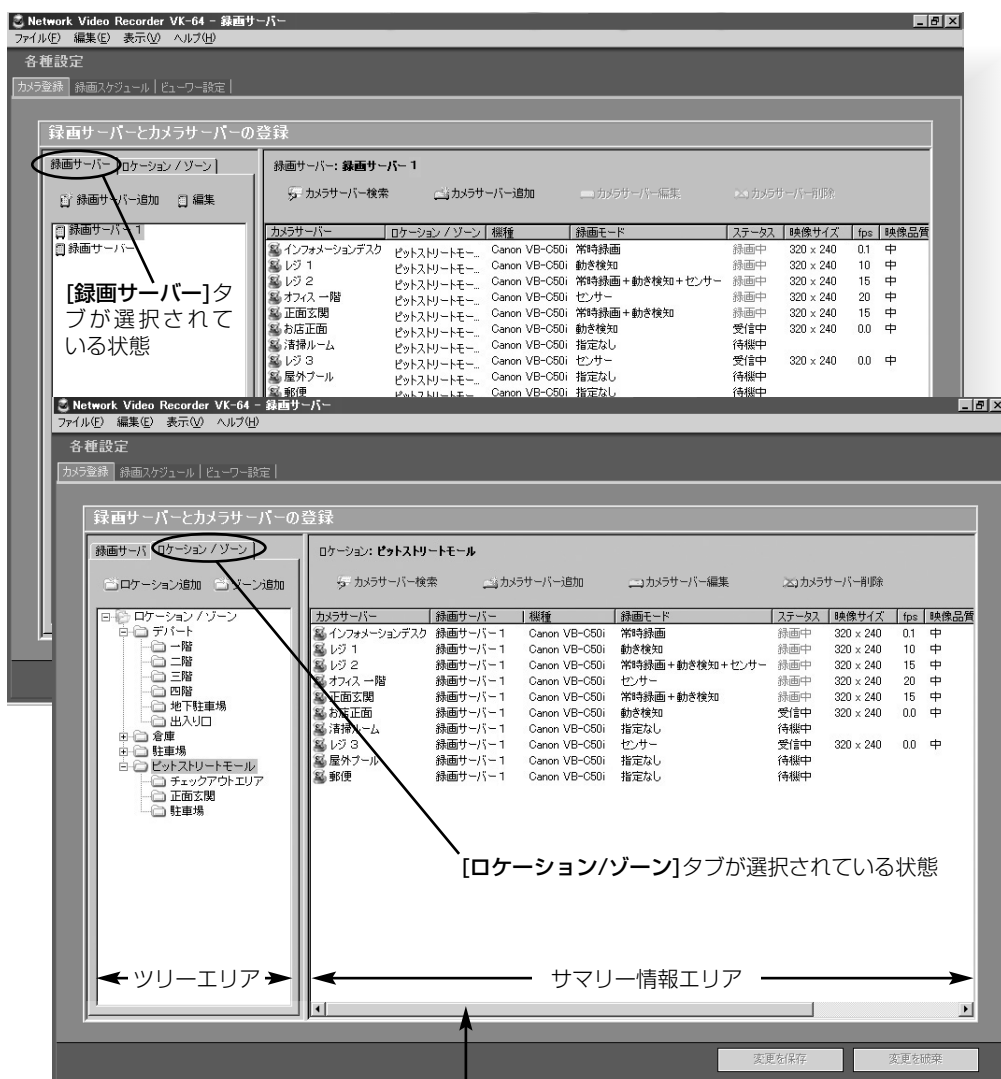 Network Video Recorder VK-64 - 録画サーバー
ファイル(F) 編集(E) 表示(V) ヘルプ(H)
各種設定
カメラ登録 録画スケジュール ビューワー設定
録画サーバーとカメラサーバーの登録
録画サーバー ロケーション / ゾーン
録画サーバー: 録画サーバー 1
録画サーバー追加 編集
カメラサーバー検索 カメラサーバー追加 カメラサーバー編集 カメラサーバー削除
録画サーバー 1
録画サーバー
カメラサーバー ロケーション / ゾーン 機種 録画モード ステータス 映像サイズ fps 映像品質
インフォメーションデスク ピットストリートモー... Canon VB-C50i 常時録画 録画中 320 x 240 0.1 中
レジ 1 ピットストリートモー... Canon VB-C50i 動き検知 録画中 320 x 240 10 中
レジ 2 ピットストリートモー... Canon VB-C50i 常時録画+動き検知+センサー 録画中 320 x 240 15 中
オフィス 一階 ピットストリートモー... Canon VB-C50i センサー 録画中 320 x 240 20 中
正面玄関 ピットストリートモー... Canon VB-C50i 常時録画+動き検知 録画中 320 x 240 15 中
お店正面 ピットストリートモー... Canon VB-C50i 動き検知 受信中 320 x 240 0.0 中
清掃ルーム ピットストリートモー... Canon VB-C50i 指定なし 待機中
レジ 3 ピットストリートモー... Canon VB-C50i センサー 受信中 320 x 240 0.0 中
屋外プール ピットストリートモー... Canon VB-C50i 指定なし 待機中
郵便 ピットストリートモー... Canon VB-C50i 指定なし 待機中
[録画サーバー]タ
ブが選択されて
いる状態
Network Video Recorder VK-64 - 録画サーバー
ファイル(F) 編集(E) 表示(V) ヘルプ(H)
各種設定
カメラ登録 録画スケジュール ビューワー設定
録画サーバーとカメラサーバーの登録
録画サーバ ロケーション / ゾーン
ロケーション: ピットストリートモール
ロケーション追加 ゾーン追加
カメラサーバー検索 カメラサーバー追加 カメラサーバー編集 カメラサーバー削除
ロケーション / ゾーン
デパート
一階
二階
三階
四階
地下駐車場
出入り口
倉庫
駐車場
ピットストリートモール
チェックアウトエリア
正面玄関
駐車場
カメラサーバー 録画サーバー 機種 録画モード ステータス 映像サイズ fps 映像品質
インフォメーションデスク 録画サーバー 1 Canon VB-C50i 常時録画 録画中 320 x 240 0.1 中
レジ 1 録画サーバー 1 Canon VB-C50i 動き検知 録画中 320 x 240 10 中
レジ 2 録画サーバー 1 Canon VB-C50i 常時録画+動き検知+センサー 録画中 320 x 240 15 中
オフィス 一階 録画サーバー 1 Canon VB-C50i センサー 録画中 320 x 240 20 中
正面玄関 録画サーバー 1 Canon VB-C50i 常時録画+動き検知 録画中 320 x 240 15 中
お店正面 録画サーバー 1 Canon VB-C50i 動き検知 受信中 320 x 240 0.0 中
清掃ルーム 録画サーバー 1 Canon VB-C50i 指定なし 待機中
レジ 3 録画サーバー 1 Canon VB-C50i センサー 受信中 320 x 240 0.0 中
屋外プール 録画サーバー 1 Canon VB-C50i 指定なし 待機中
郵便 録画サーバー 1 Canon VB-C50i 指定なし 待機中
[ロケーション/ゾーン]タブが選択されている状態
ツリーエリア
サマリー情報エリア
変更を保存 変更を破棄